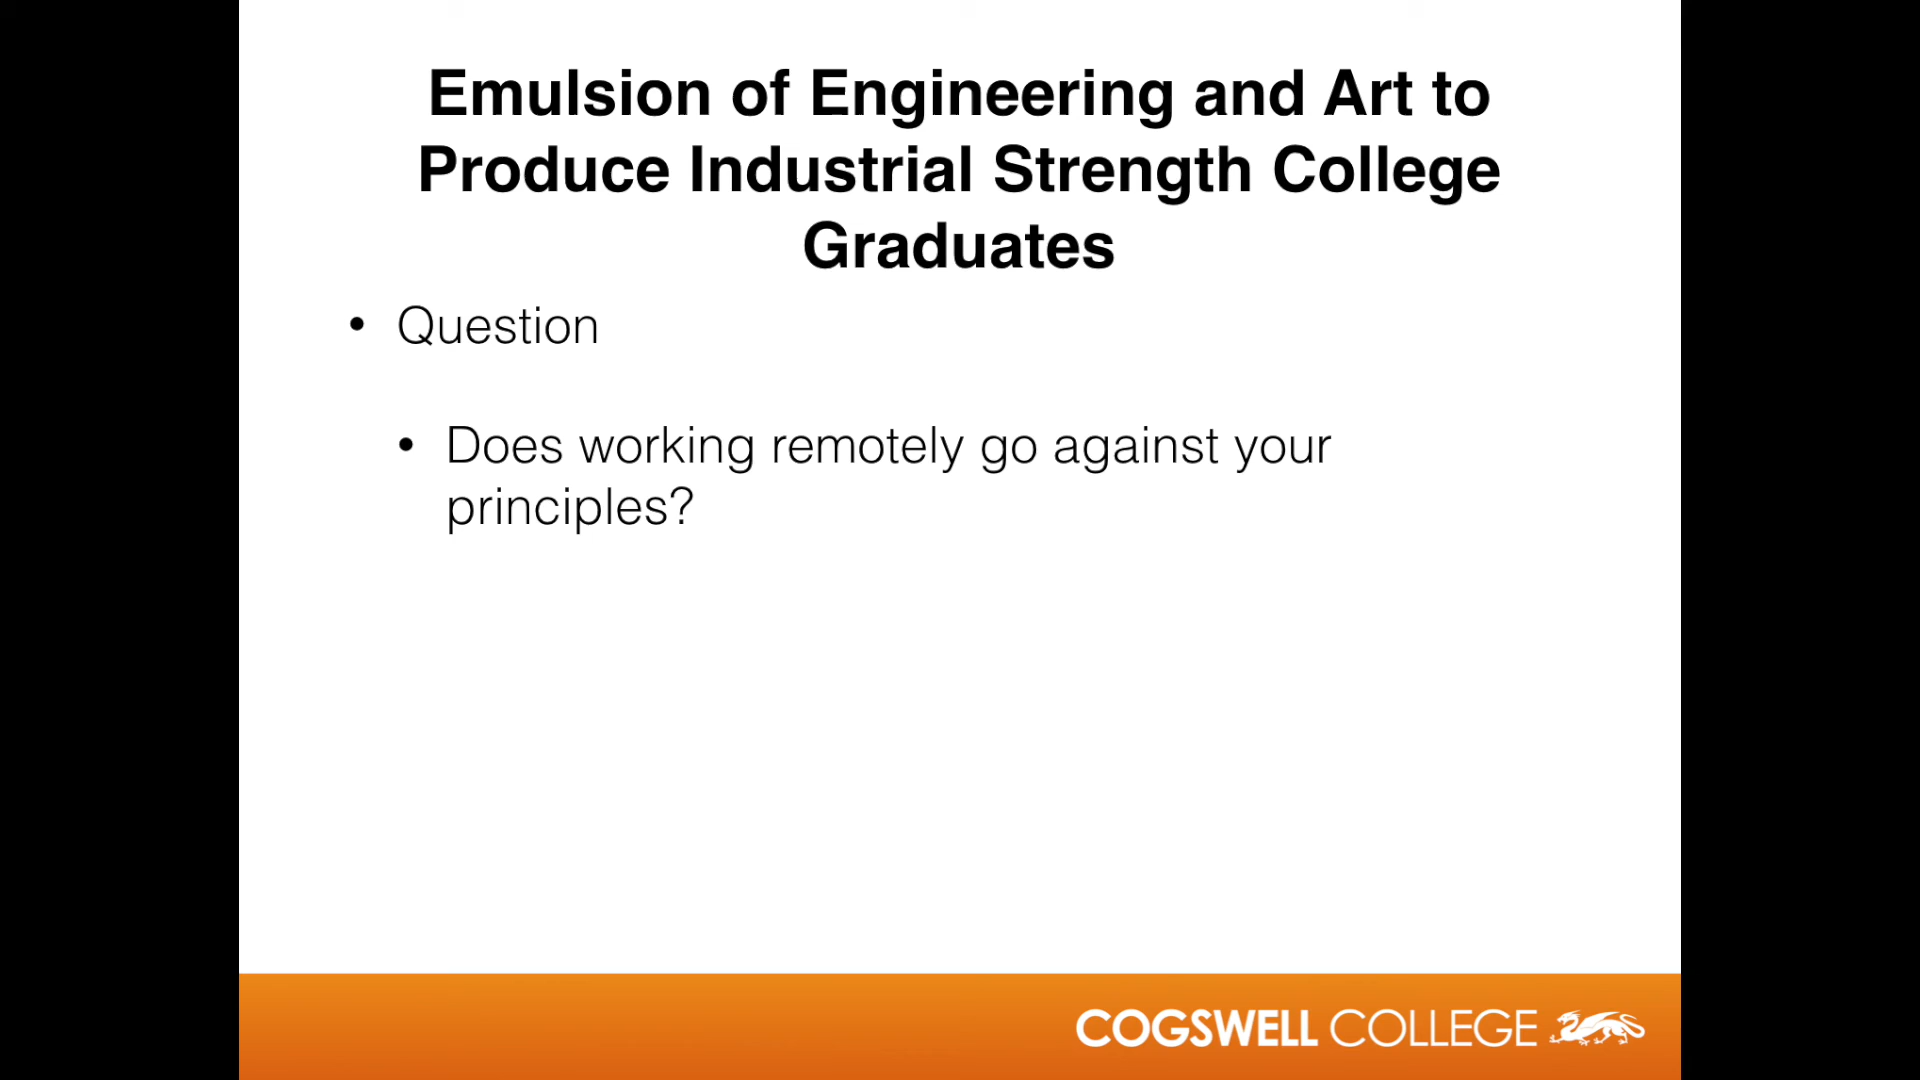 Emulsion of Engineering and Art to
Produce Industrial Strength College
Graduates
• Question
• Does working remotely go against your
principles?
COGSWELL COLLEGE